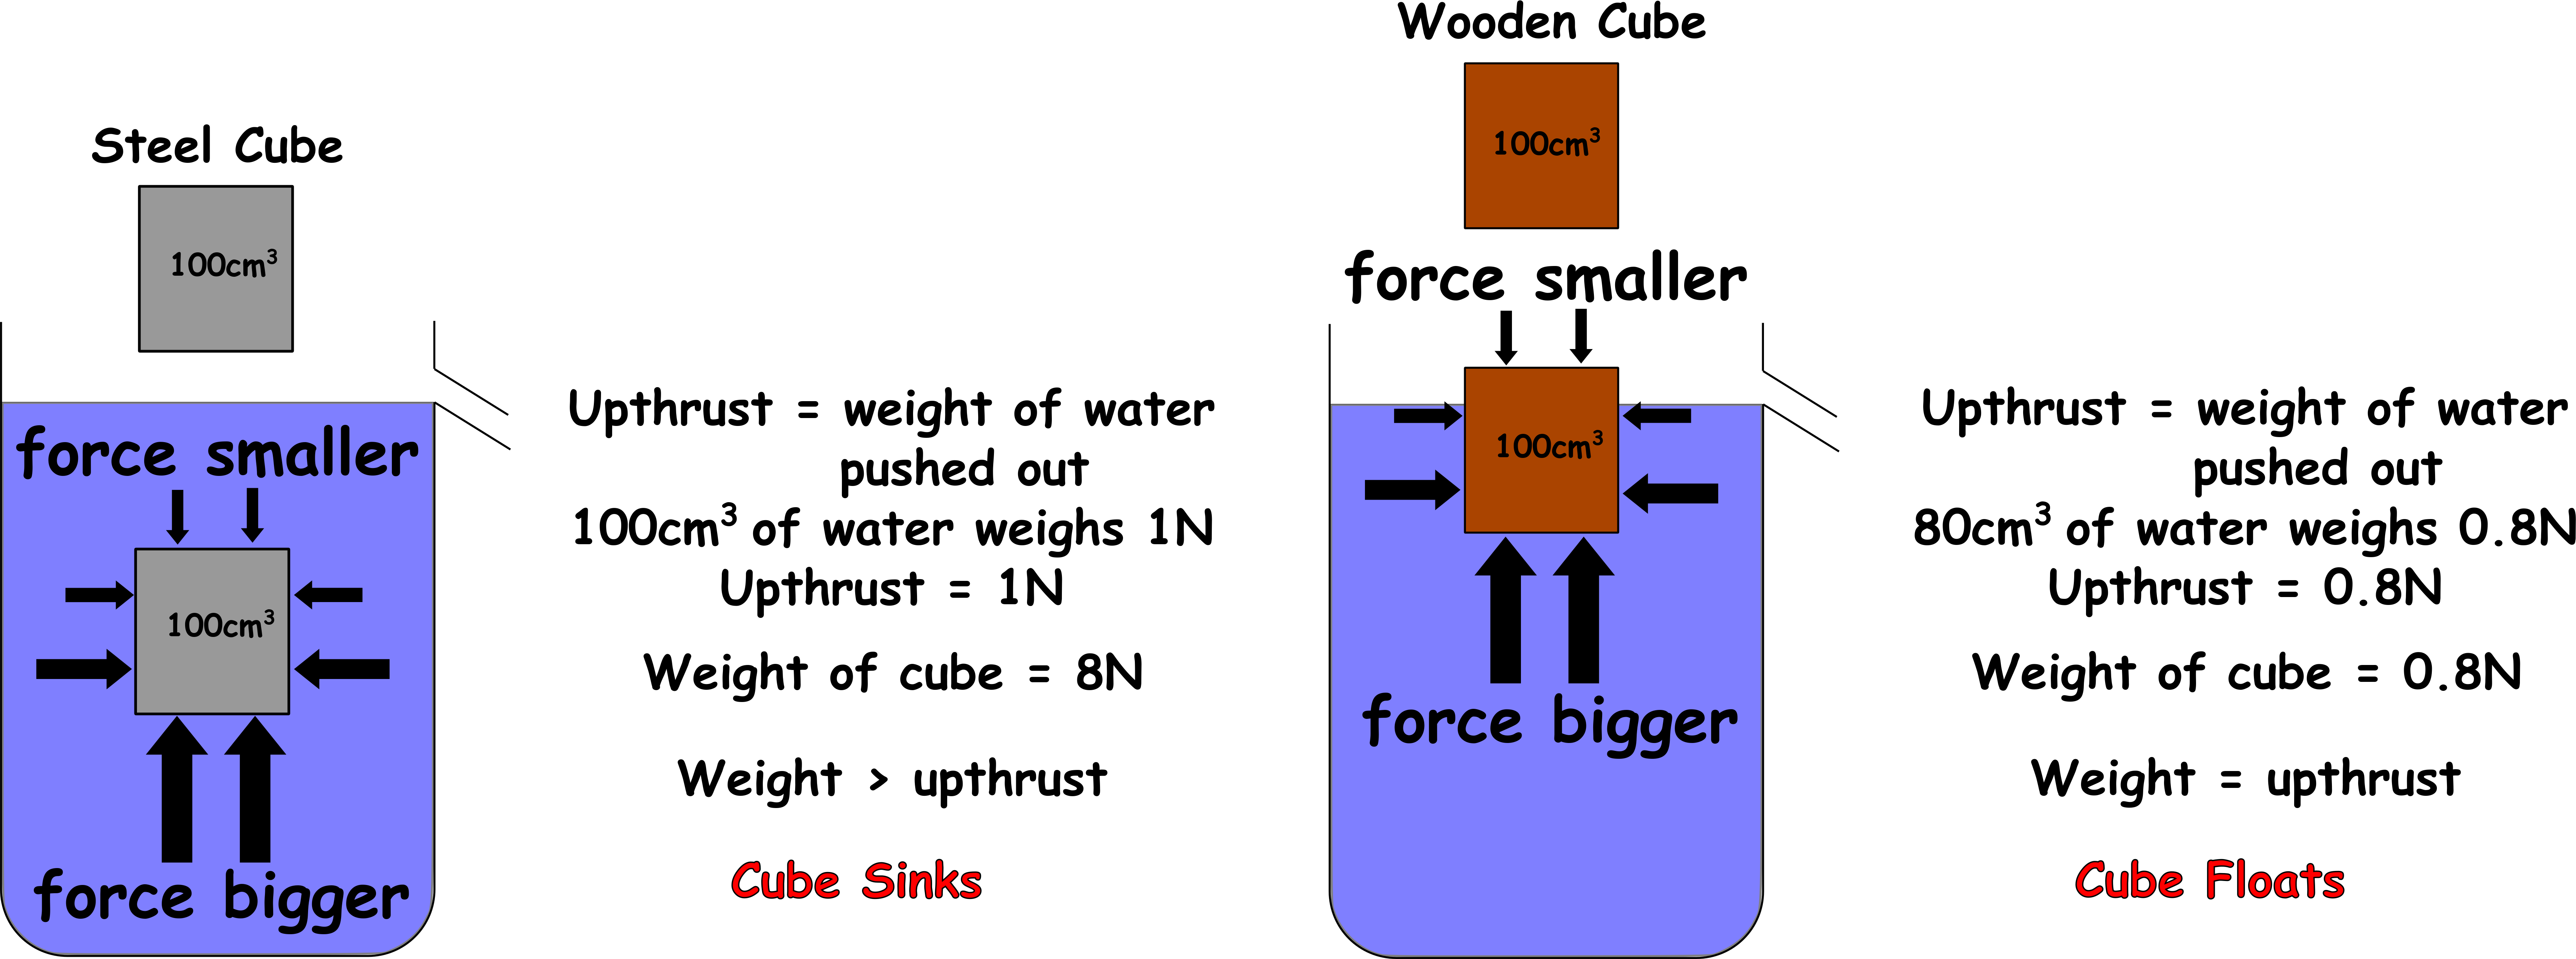 Steel Cube
100cm³
force smaller
100cm³
force bigger
Upthrust = weight of water
pushed out
100cm³ of water weighs 1N
Upthrust = 1N
Weight of cube = 8N
Weight > upthrust
Cube Sinks
Wooden Cube
100cm³
force smaller
100cm³
force bigger
Upthrust = weight of water
pushed out
80cm³ of water weighs 0.8N
Upthrust = 0.8N
Weight of cube = 0.8N
Weight = upthrust
Cube Floats